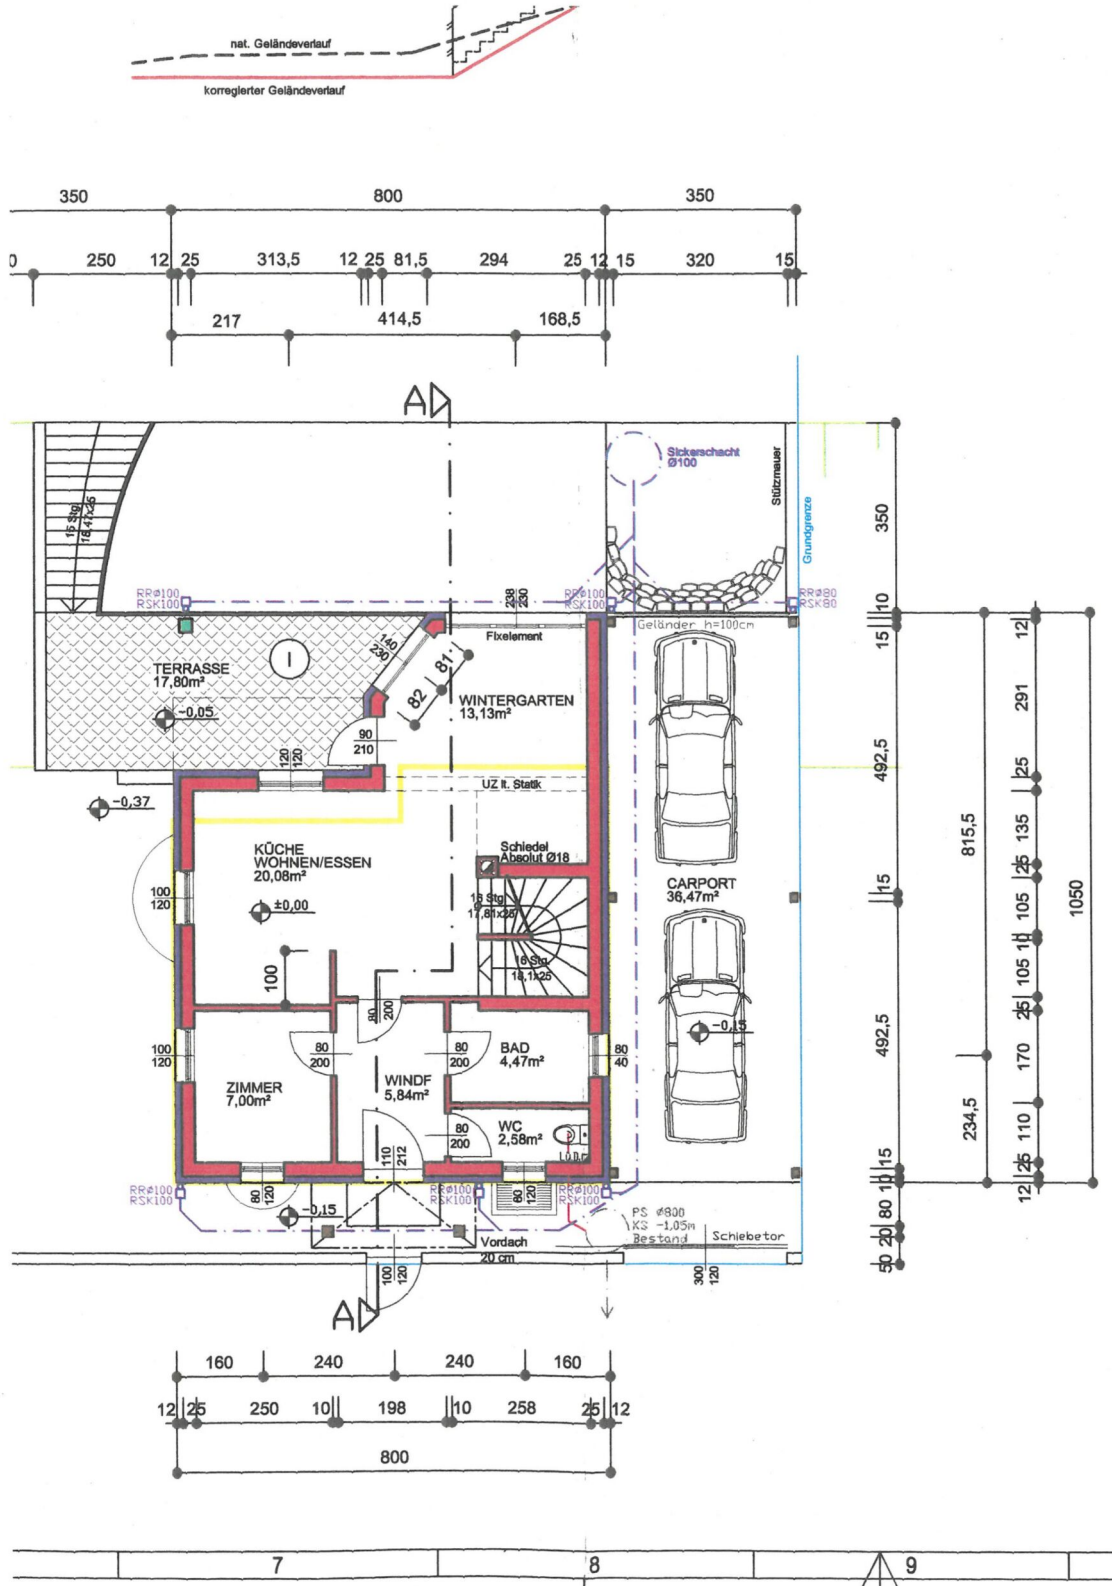 nat. Geländeverlauf
korregierter Geländeverlauf
350 800 350
0 250 12 25 313,5 12 25 81,5 294 25 12 15 320 15
217 414,5 168,5
A
Sickerschacht
Ø100
Stützmauer
Grundgrenze
15 Stg.
18,47x25
350
RRØ100
RSK100
238
230
RRØ100
RSK100
RRØ80
RSK80
10
Fixelement
Geländer h=100cm
15
12
140
230
81
82
I
TERRASSE
17,80m²
-0,05
WINTERGARTEN
13,13m²
291
90
210
120
120
UZ lt. Statik
492,5
25
-0,37
135
815,5
KÜCHE
WOHNEN/ESSEN
20,08m²
Schiedel
Absolut Ø18
25
100
120
±0,00
16 Stg.
17,81x25
CARPORT
36,47m²
15
105
1050
10
16 Stg.
18,1x25
100
105
25
80
200
-0,15
492,5
100
120
80
200
80
200
BAD
4,47m²
80
40
170
ZIMMER
7,00m²
WINDF
5,84m²
80
200
WC
2,58m²
234,5
110
110
212
15
25
RRØ100
RSK100
80
120
RRØ100
RSK100
80
120
RRØ100
RSK100
10
12
-0,15
PS Ø800
KS -1,05m
Bestand
Schiebetor
80
Vordach
20 cm
20
50
100
120
300
120
A
160 240 240 160
12 25 250 10 198 10 258 25 12
800
7 8 9